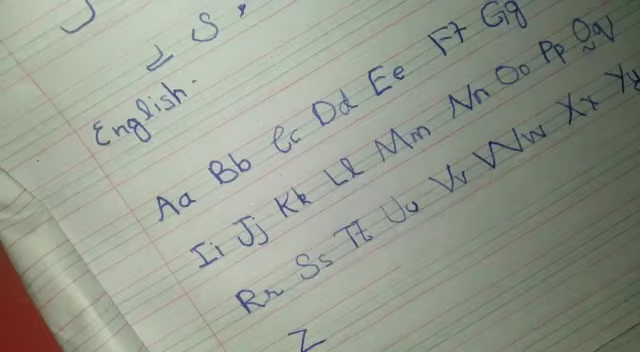 English.
Aa Bb Cc Dd Ee Ff Gg
Ii Jj Kk Ll Mm Nn Oo Pp Qq
Rr Ss Tt Uu Vv Ww Xx Yy
Z